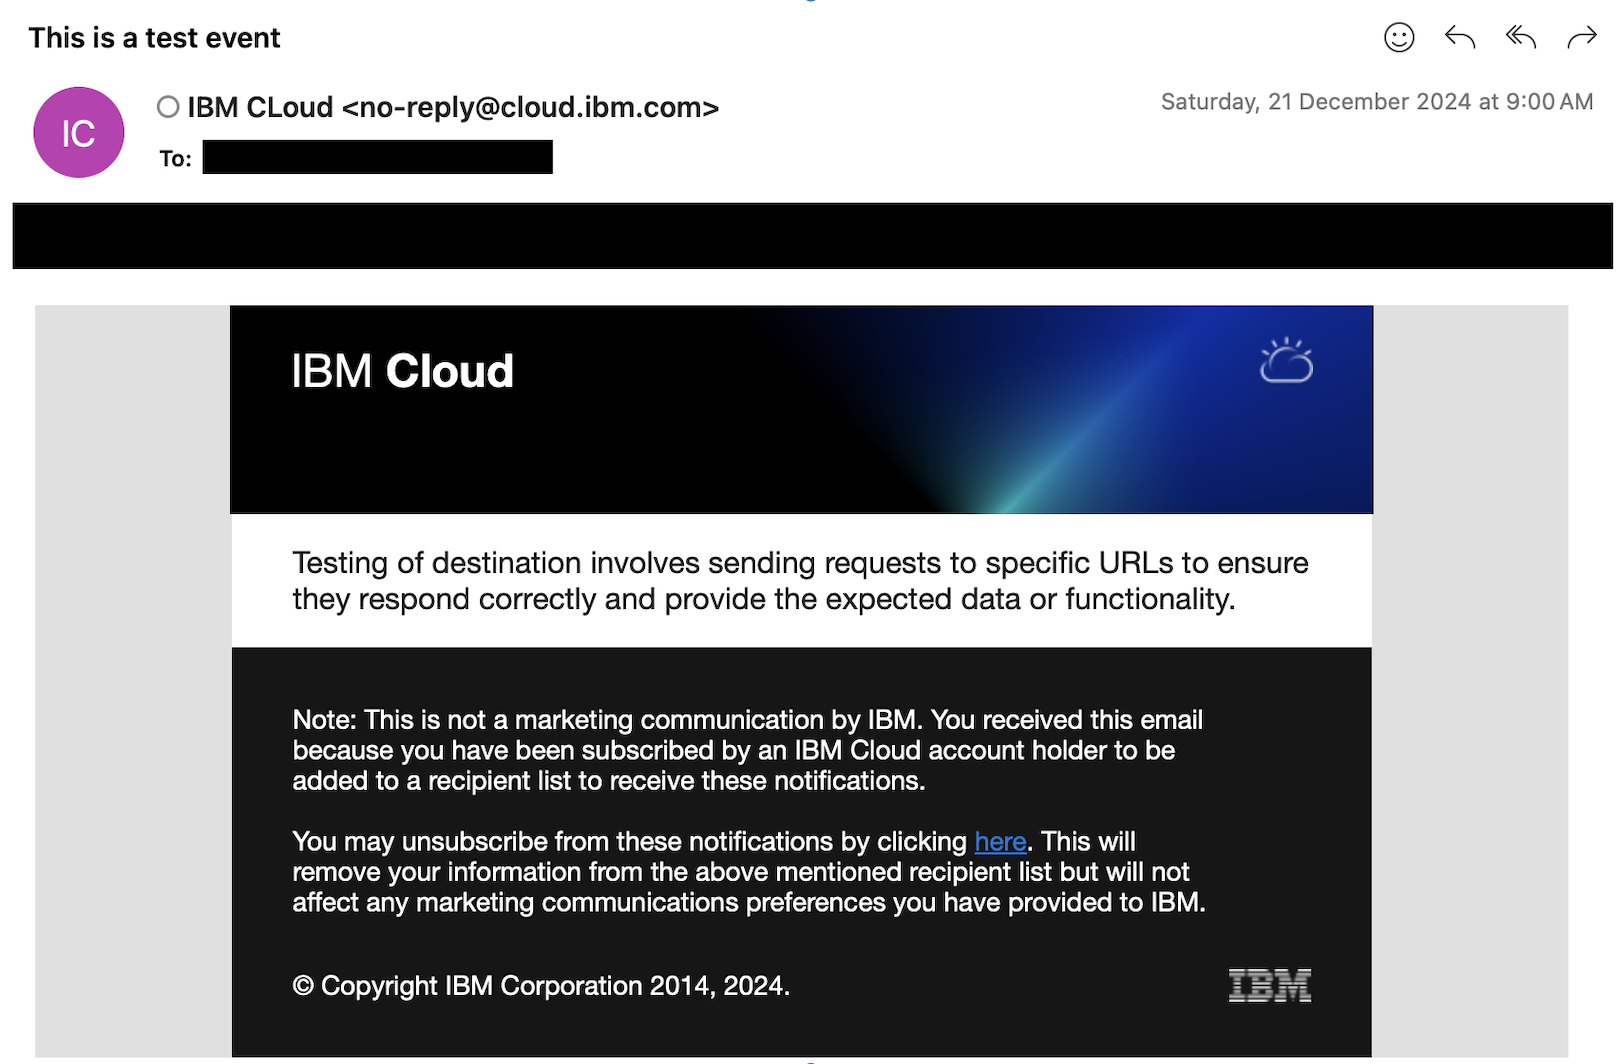 This is a test event
IC
IBM CLoud <no-reply@cloud.ibm.com>
Saturday, 21 December 2024 at 9:00 AM
To:
IBM Cloud
Testing of destination involves sending requests to specific URLs to ensure
they respond correctly and provide the expected data or functionality.
Note: This is not a marketing communication by IBM. You received this email
because you have been subscribed by an IBM Cloud account holder to be
added to a recipient list to receive these notifications.
You may unsubscribe from these notifications by clicking here. This will
remove your information from the above mentioned recipient list but will not
affect any marketing communications preferences you have provided to IBM.
© Copyright IBM Corporation 2014, 2024.
IBM